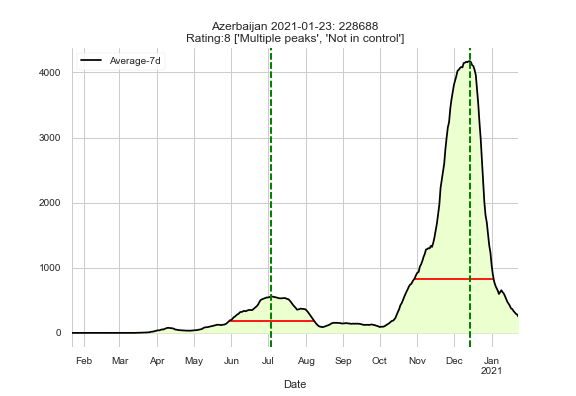 Azerbaijan 2021-01-23: 228688
Rating:8 ['Multiple peaks', 'Not in control']
Average-7d
4000
3000
2000
1000
0
Feb Mar Apr May Jun Jul Aug Sep Oct Nov Dec Jan
2021
Date